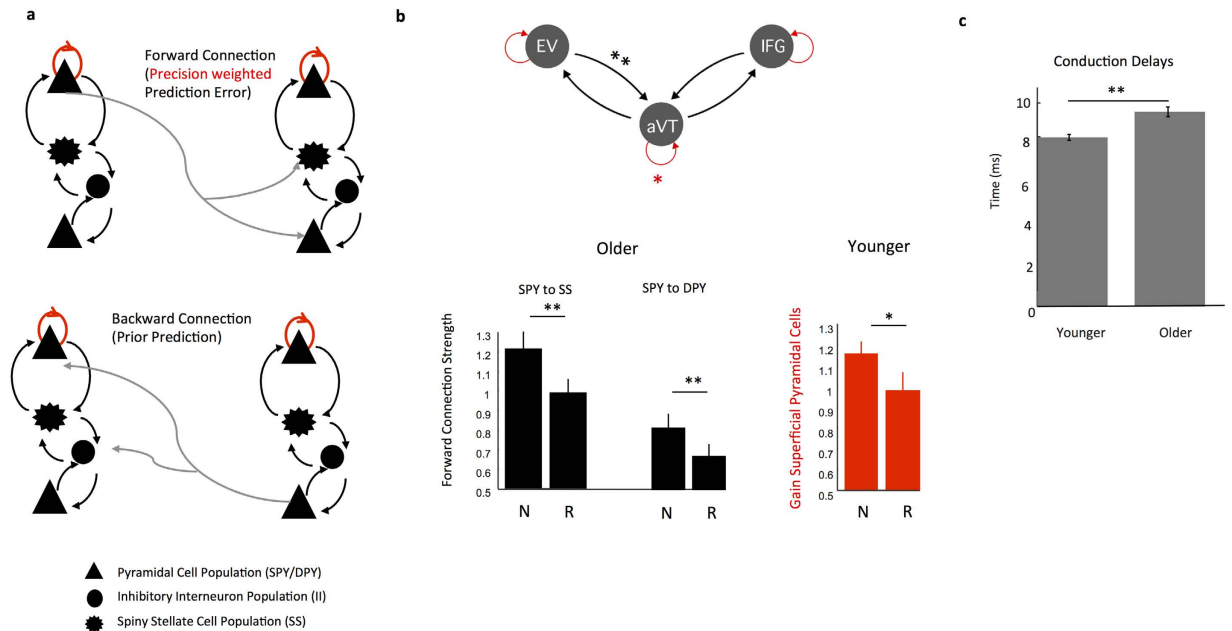 a
Forward Connection
(Precision weighted
Prediction Error)
Backward Connection
(Prior Prediction)
Pyramidal Cell Population (SPY/DPY)
Inhibitory Interneuron Population (II)
Spiny Stellate Cell Population (SS)
b
EV
**
IFG
aVT
*
Older
SPY to SS
SPY to DPY
**
**
Forward Connection Strength
1.3
1.2
1.1
1
0.9
0.8
0.7
0.6
0.5
N R N R
Younger
*
Gain Superficial Pyramidal Cells
1.3
1.2
1.1
1
0.9
0.8
0.7
0.6
0.5
N R
c
Conduction Delays
**
Time (ms)
10
8
6
4
2
0
Younger Older